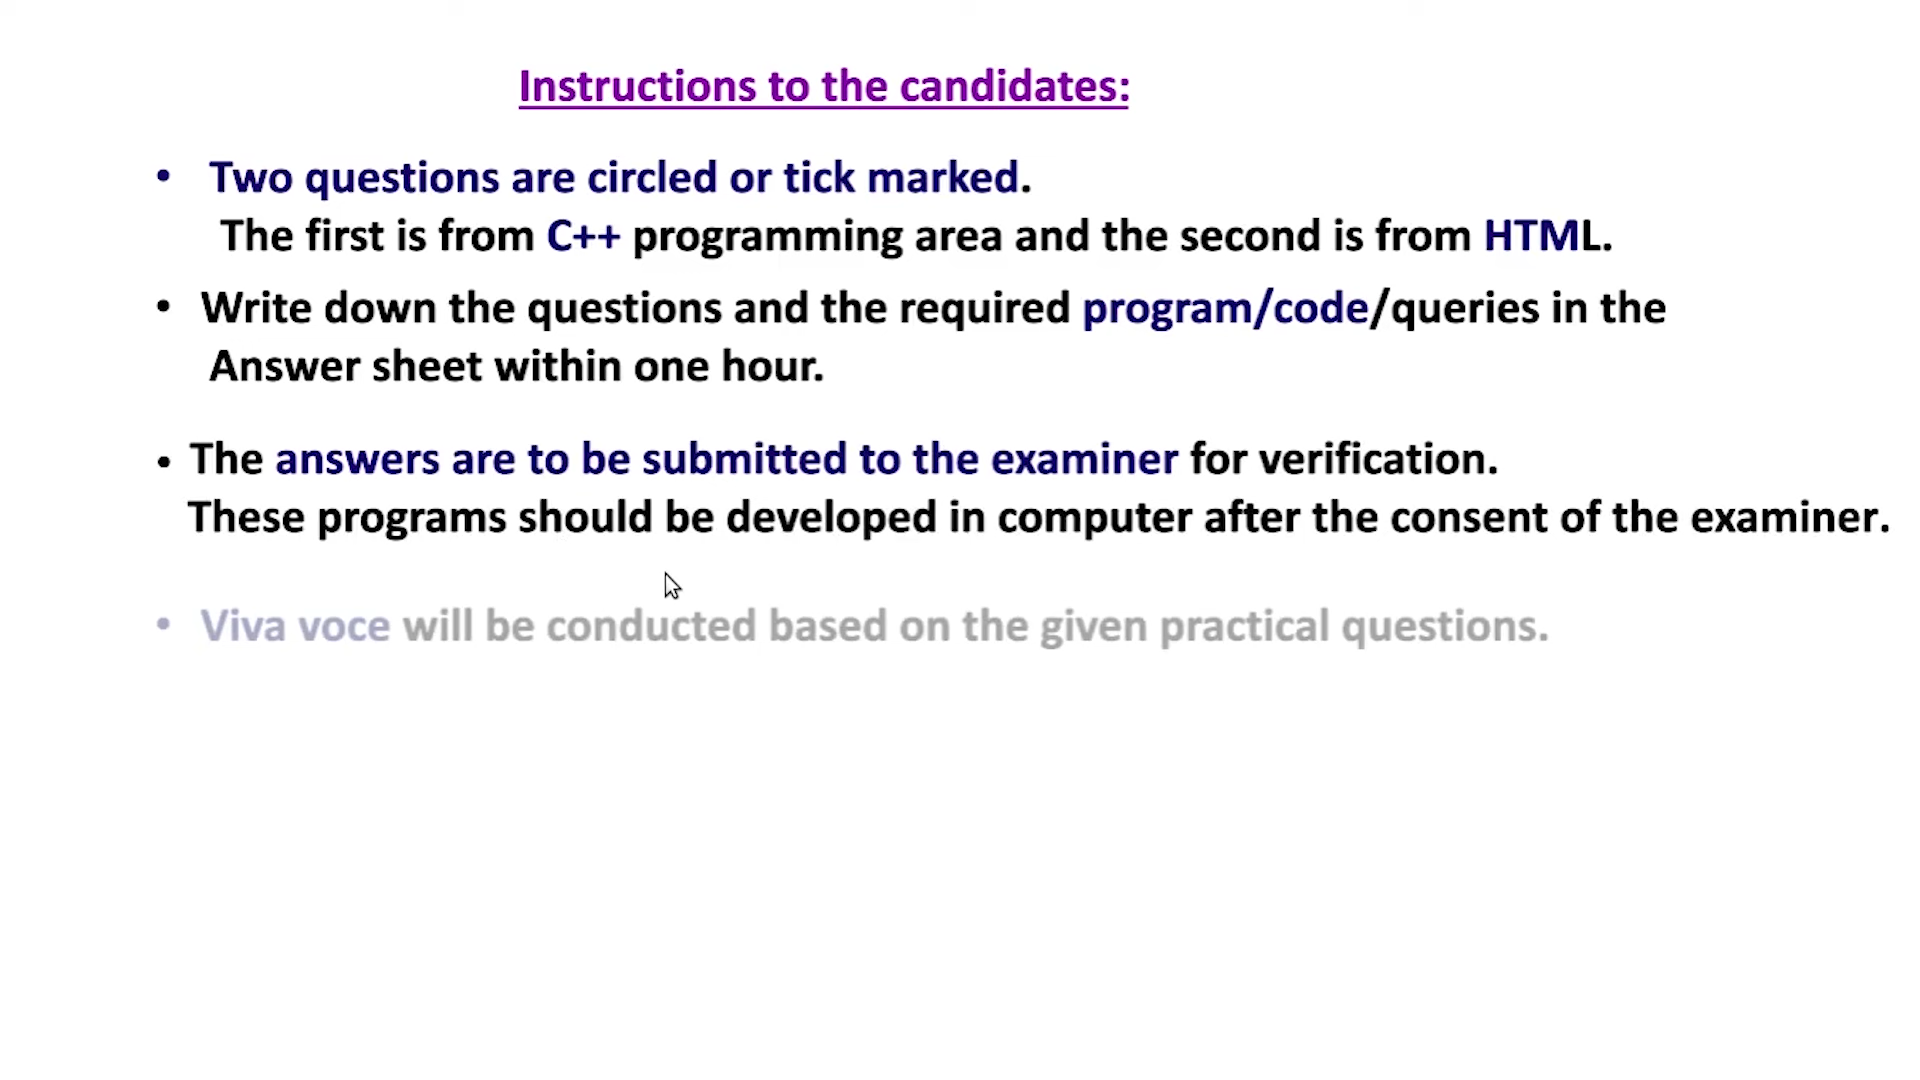 Instructions to the candidates:
• Two questions are circled or tick marked.
The first is from C++ programming area and the second is from HTML.
• Write down the questions and the required program/code/queries in the
Answer sheet within one hour.
• The answers are to be submitted to the examiner for verification.
These programs should be developed in computer after the consent of the examiner.
• Viva voce will be conducted based on the given practical questions.